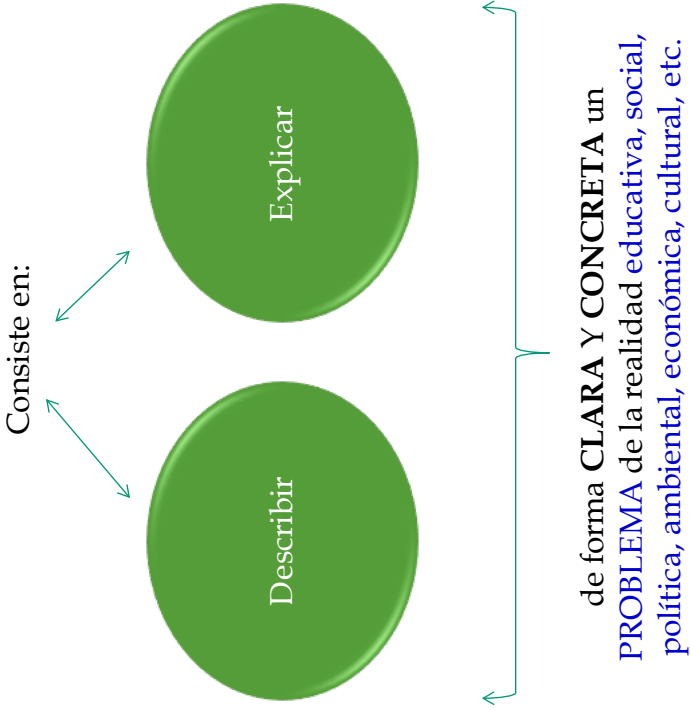 Consiste en:
Describir
Explicar
de forma CLARA Y CONCRETA un
PROBLEMA de la realidad educativa, social,
política, ambiental, económica, cultural, etc.